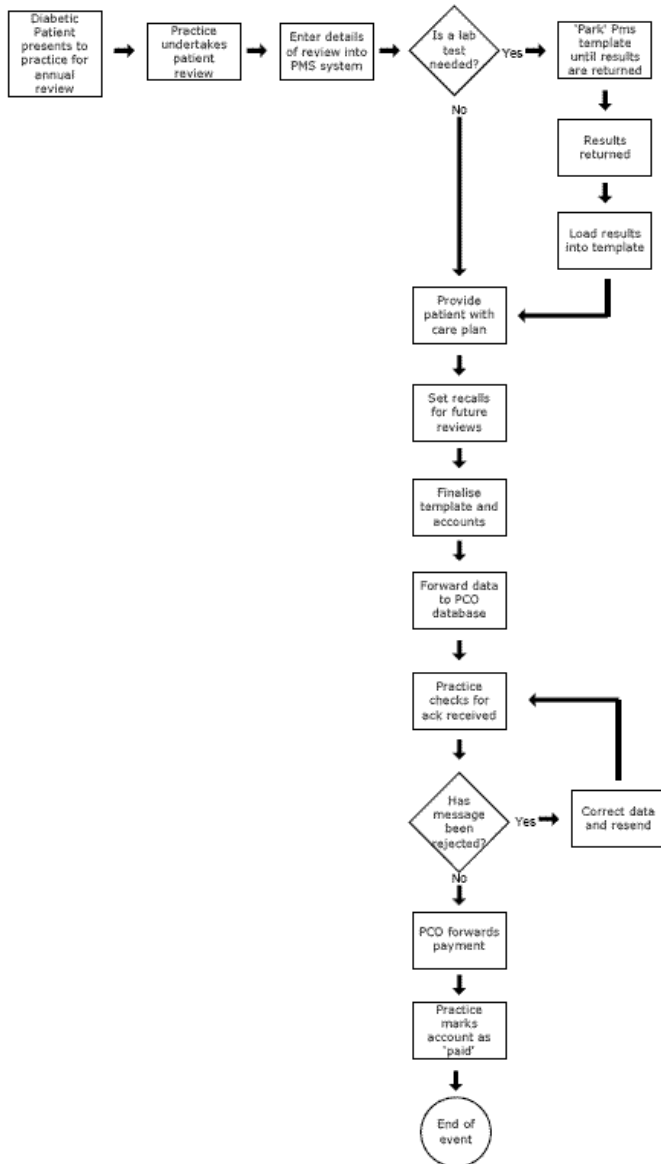 Diabetic
Patient
presents to
practice for
annual
review
Practice
undertakes
patient
review
Enter details
of review into
PMS system
Is a lab
test
needed?
Yes
'Park' Pms
template
until results
are returned
No
Results
returned
Load results
into template
Provide
patient with
care plan
Set recalls
for future
reviews
Finalise
template and
accounts
Forward data
to PCO
database
Practice
checks for
ack received
Has
message
been
rejected?
Yes
Correct data
and resend
No
PCO forwards
payment
Practice
marks
account as
'paid'
End of
event